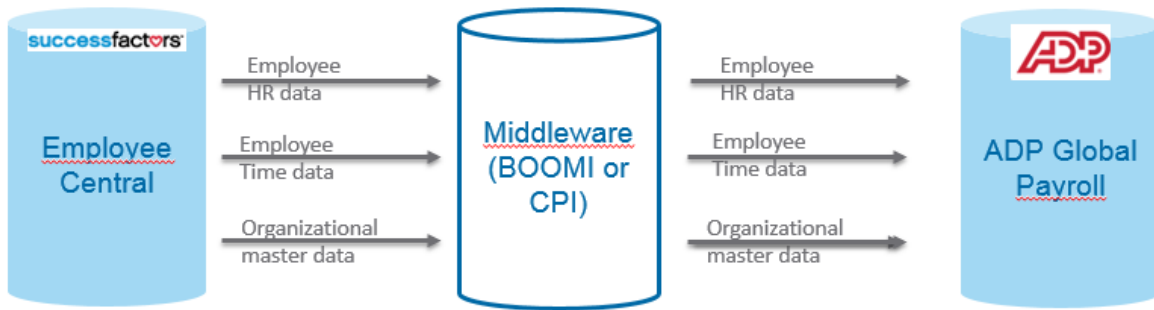 successfactors
Employee
Central
Employee
HR data
Employee
Time data
Organizational
master data
Middleware
(BOOMI or
CPI)
Employee
HR data
Employee
Time data
Organizational
master data
ADP
ADP Global
Payroll